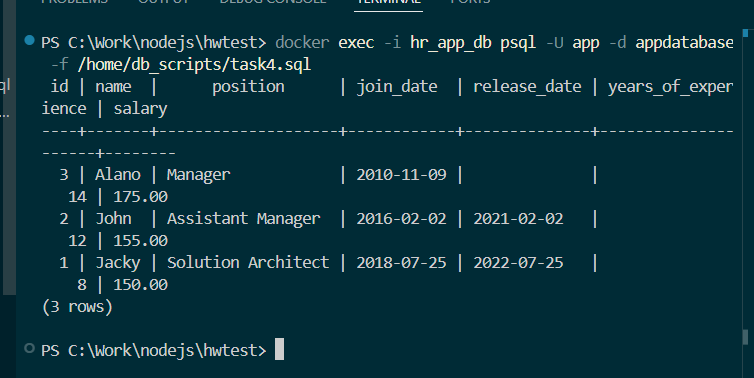 PROBLEMS OUTPUT DEBUG CONSOLE TERMINAL PORTS
PS C:\Work\nodejs\hwtest> docker exec -i hr_app_db psql -U app -d appdatabase
-f /home/db_scripts/task4.sql
id | name | position | join_date | release_date | years_of_exper
ience | salary
----+-------+--------------------+------------+--------------+---------------
------+--------
3 | Alano | Manager | 2010-11-09 | |
14 | 175.00
2 | John | Assistant Manager | 2016-02-02 | 2021-02-02 |
12 | 155.00
1 | Jacky | Solution Architect | 2018-07-25 | 2022-07-25 |
8 | 150.00
(3 rows)
PS C:\Work\nodejs\hwtest>